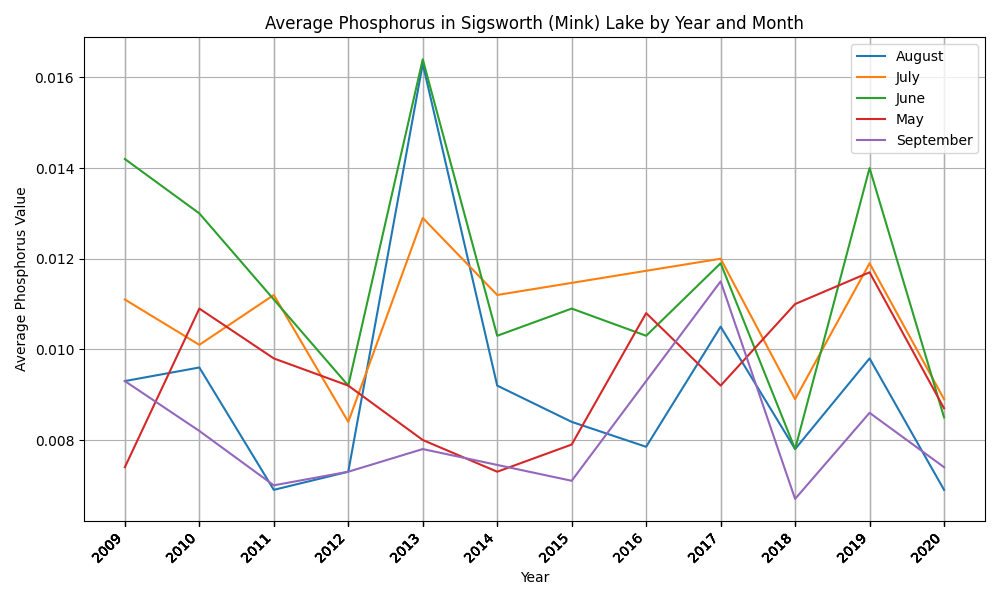 Average Phosphorus in Sigsworth (Mink) Lake by Year and Month
August
July
June
May
September
Average Phosphorus Value
0.016
0.014
0.012
0.010
0.008
2009 2010 2011 2012 2013 2014 2015 2016 2017 2018 2019 2020
Year